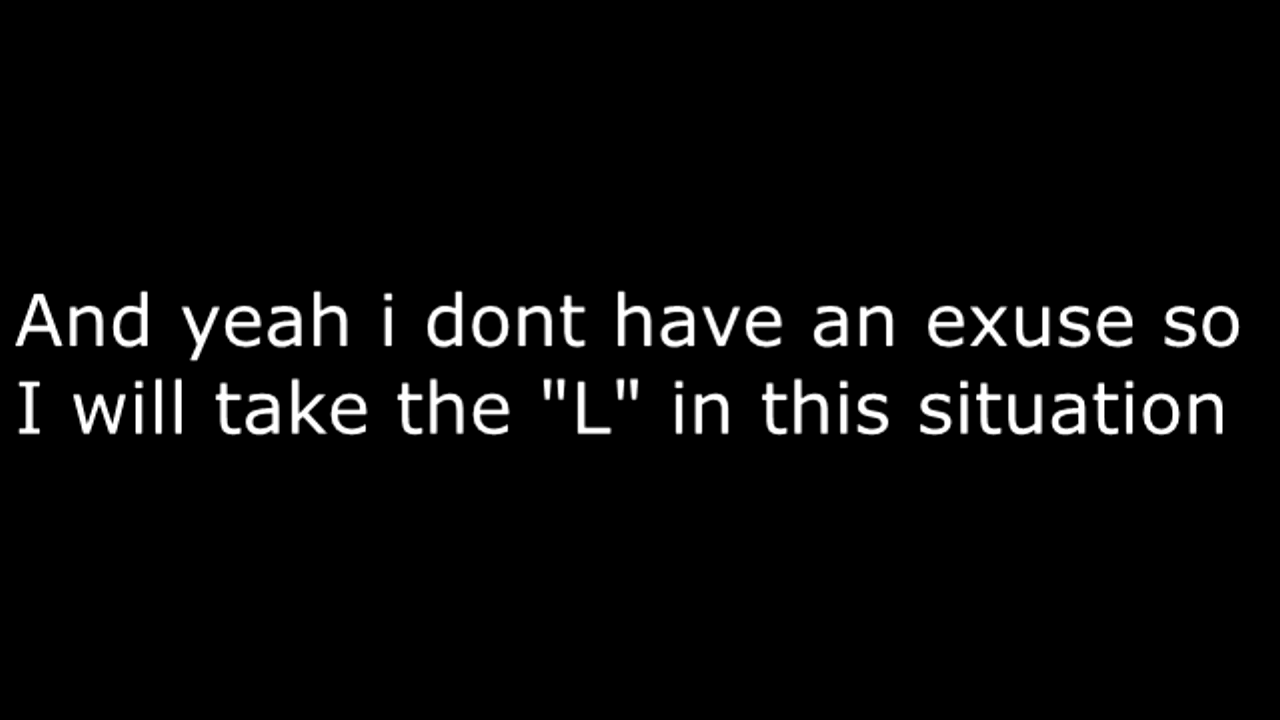 And yeah i dont have an exuse so
I will take the "L" in this situation